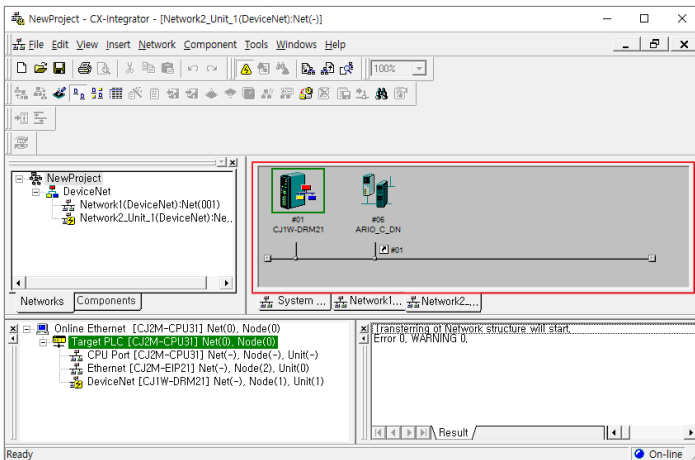 NewProject - CX-Integrator - [Network2_Unit_1(DeviceNet):Net(-)]
File Edit View Insert Network Component Tools Windows Help
100%
NewProject
DeviceNet
Network1(DeviceNet):Net(001)
Network2_Unit_1(DeviceNet):Ne..
Networks Components
#01
CJ1W-DRM21
#06
ARIO_C_DN
#01
System ... Network1... Network2_...
Online Ethernet [CJ2M-CPU31] Net(0), Node(0)
Target PLC [CJ2M-CPU31] Net(0), Node(0)
CPU Port [CJ2M-CPU31] Net(-), Node(-), Unit(-)
Ethernet [CJ2M-EIP21] Net(-), Node(2), Unit(0)
DeviceNet [CJ1W-DRM21] Net(-), Node(1), Unit(1)
Transferring of Network structure will start,
Error 0, WARNING 0,
Result
Ready
On-line